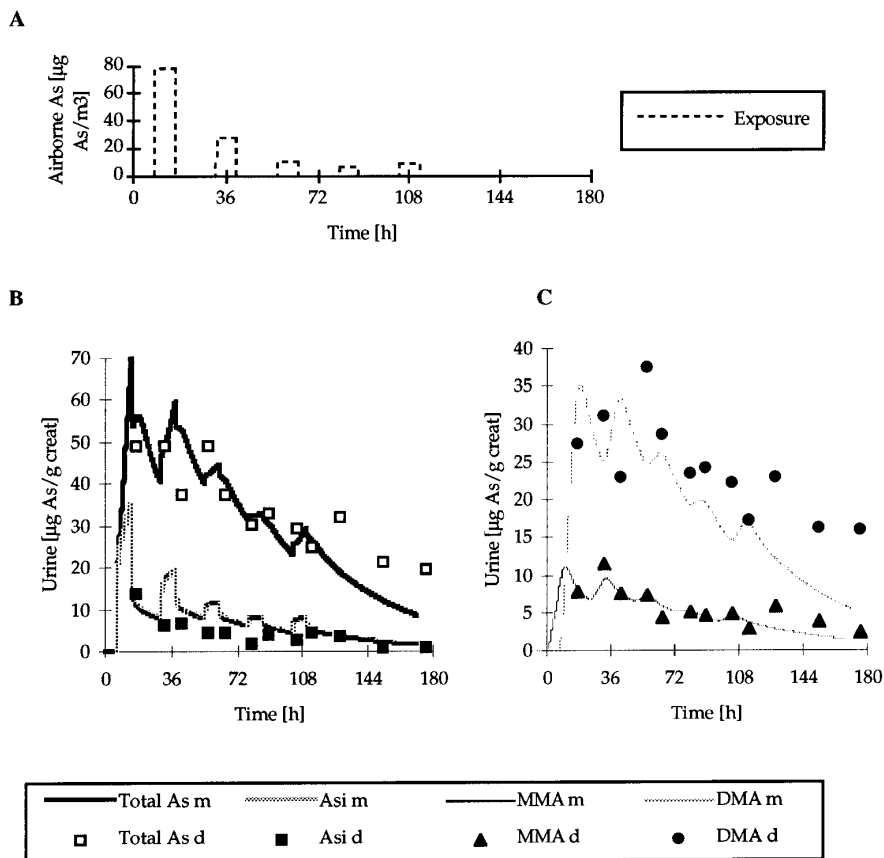 A
Airborne As [µg
As/m3]
80
60
40
20
0
0 36 72 108 144 180
Time [h]
Exposure
B
Urine [µg As/g creat]
70
60
50
40
30
20
10
0
0 36 72 108 144 180
Time [h]
C
Urine [µg As/g creat]
40
35
30
25
20
15
10
5
0
0 36 72 108 144 180
Time [h]
Total As m Asi m MMA m DMA m
Total As d Asi d MMA d DMA d